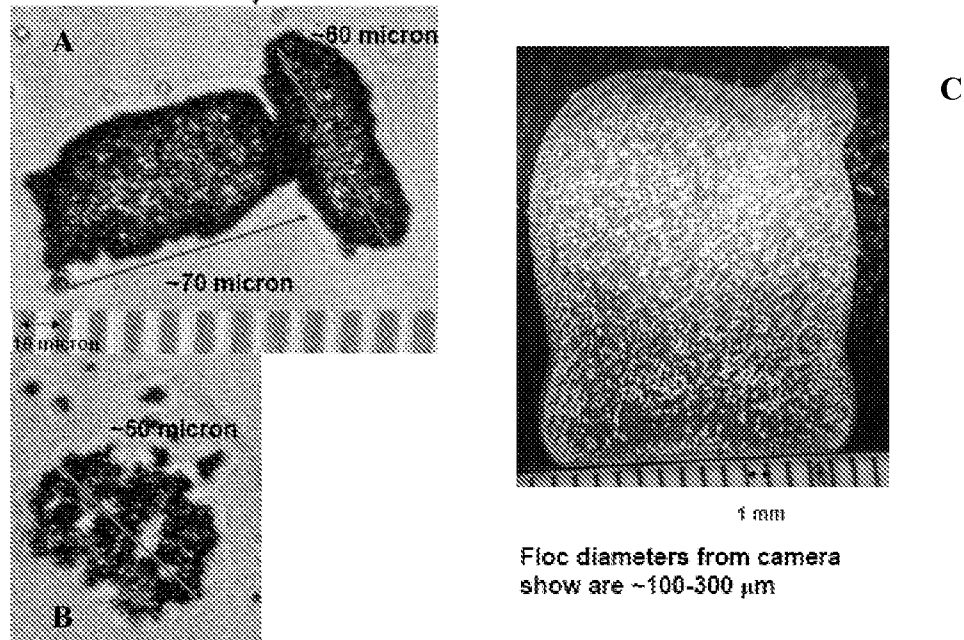 A
~60 micron
~70 micron
10 micron
~50 micron
B
C
1 mm
Floc diameters from camera
show are ~100-300 μm